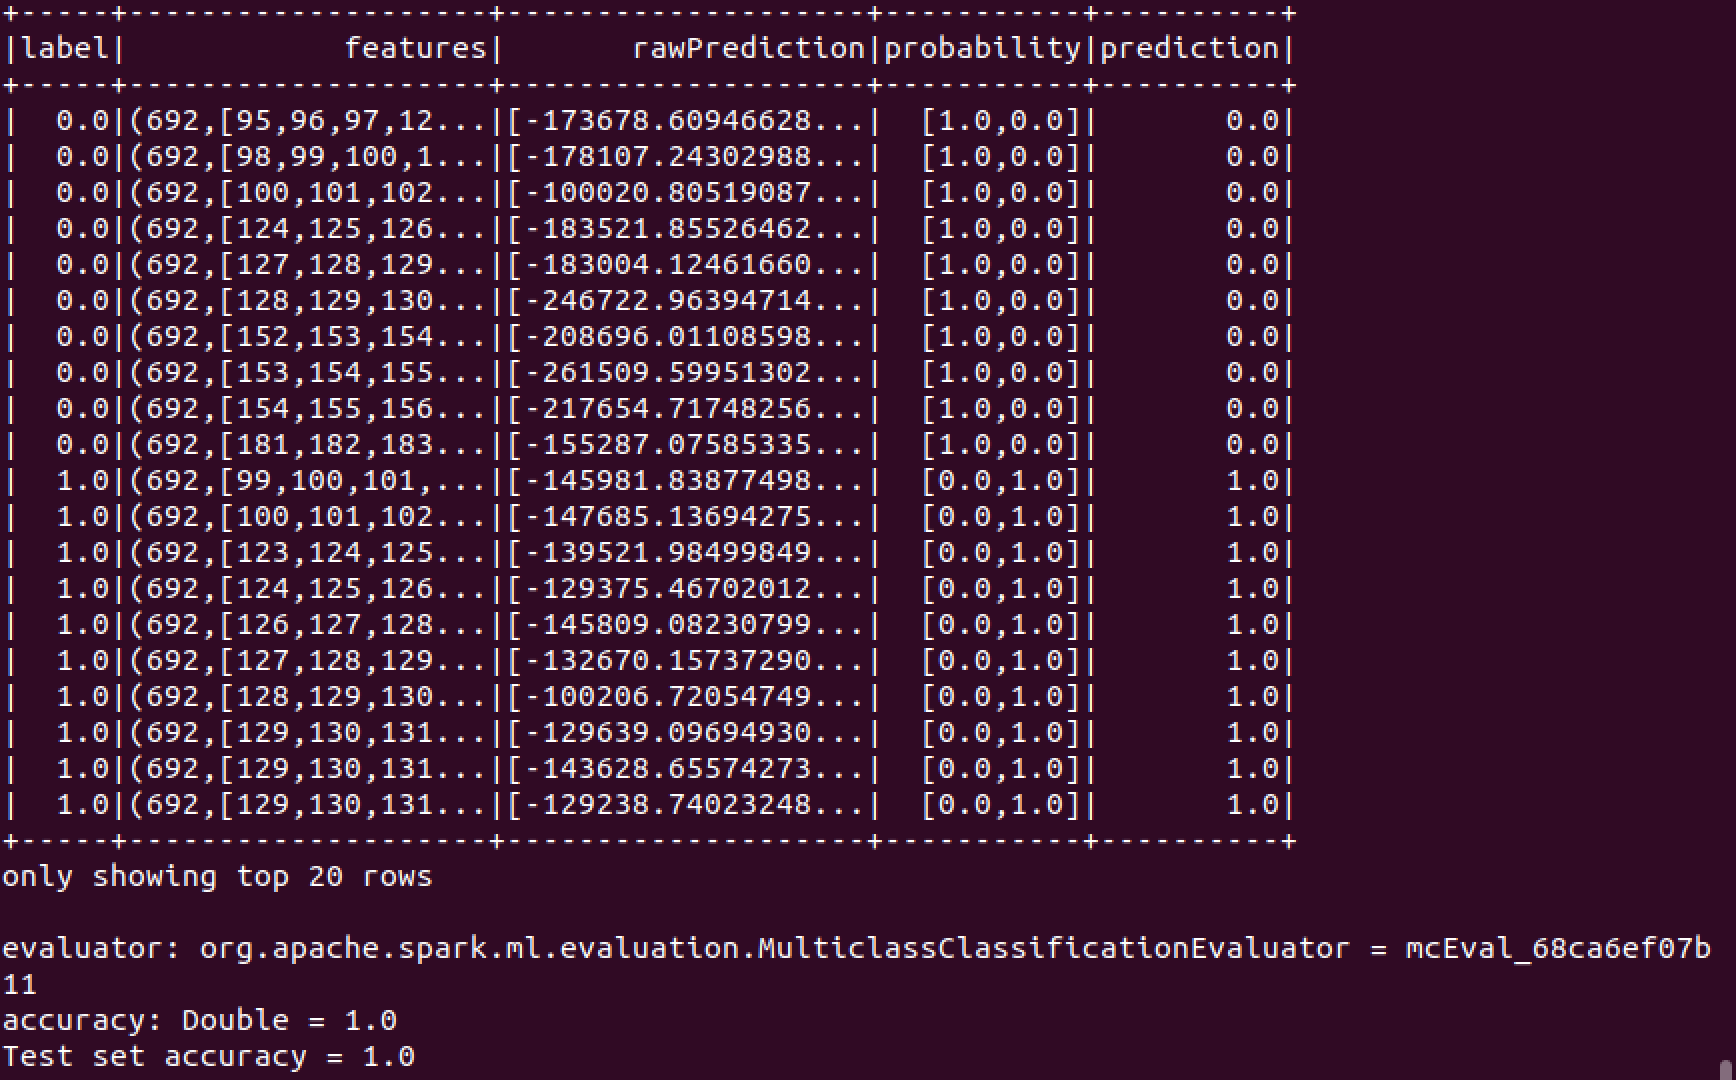 +-----+--------------------+--------------------+-----------+----------+
|label|            features|       rawPrediction|probability|prediction|
+-----+--------------------+--------------------+-----------+----------+
|  0.0|(692,[95,96,97,12...|[-173678.60946628...|  [1.0,0.0]|       0.0|
|  0.0|(692,[98,99,100,1...|[-178107.24302988...|  [1.0,0.0]|       0.0|
|  0.0|(692,[100,101,102...|[-100020.80519087...|  [1.0,0.0]|       0.0|
|  0.0|(692,[124,125,126...|[-183521.85526462...|  [1.0,0.0]|       0.0|
|  0.0|(692,[127,128,129...|[-183004.12461660...|  [1.0,0.0]|       0.0|
|  0.0|(692,[128,129,130...|[-246722.96394714...|  [1.0,0.0]|       0.0|
|  0.0|(692,[152,153,154...|[-208696.01108598...|  [1.0,0.0]|       0.0|
|  0.0|(692,[153,154,155...|[-261509.59951302...|  [1.0,0.0]|       0.0|
|  0.0|(692,[154,155,156...|[-217654.71748256...|  [1.0,0.0]|       0.0|
|  0.0|(692,[181,182,183...|[-155287.07585335...|  [1.0,0.0]|       0.0|
|  1.0|(692,[99,100,101,...|[-145981.83877498...|  [0.0,1.0]|       1.0|
|  1.0|(692,[100,101,102...|[-147685.13694275...|  [0.0,1.0]|       1.0|
|  1.0|(692,[123,124,125...|[-139521.98499849...|  [0.0,1.0]|       1.0|
|  1.0|(692,[124,125,126...|[-129375.46702012...|  [0.0,1.0]|       1.0|
|  1.0|(692,[126,127,128...|[-145809.08230799...|  [0.0,1.0]|       1.0|
|  1.0|(692,[127,128,129...|[-132670.15737290...|  [0.0,1.0]|       1.0|
|  1.0|(692,[128,129,130...|[-100206.72054749...|  [0.0,1.0]|       1.0|
|  1.0|(692,[129,130,131...|[-129639.09694930...|  [0.0,1.0]|       1.0|
|  1.0|(692,[129,130,131...|[-143628.65574273...|  [0.0,1.0]|       1.0|
|  1.0|(692,[129,130,131...|[-129238.74023248...|  [0.0,1.0]|       1.0|
+-----+--------------------+--------------------+-----------+----------+
only showing top 20 rows

evaluator: org.apache.spark.ml.evaluation.MulticlassClassificationEvaluator = mcEval_68ca6ef07b
11
accuracy: Double = 1.0
Test set accuracy = 1.0